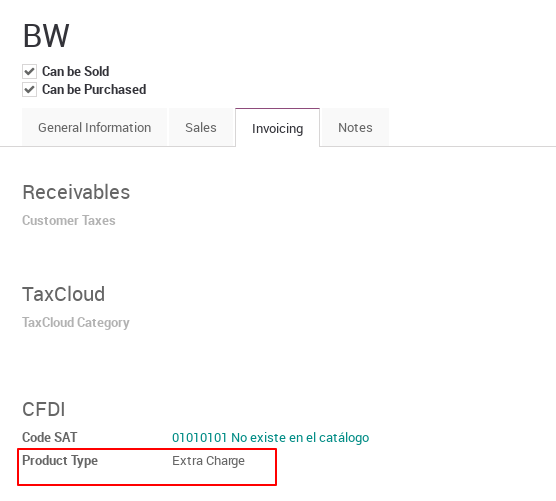 BW
Can be Sold
Can be Purchased
General Information Sales Invoicing Notes
Receivables
Customer Taxes
TaxCloud
TaxCloud Category
CFDI
Code SAT 01010101 No existe en el catálogo
Product Type Extra Charge